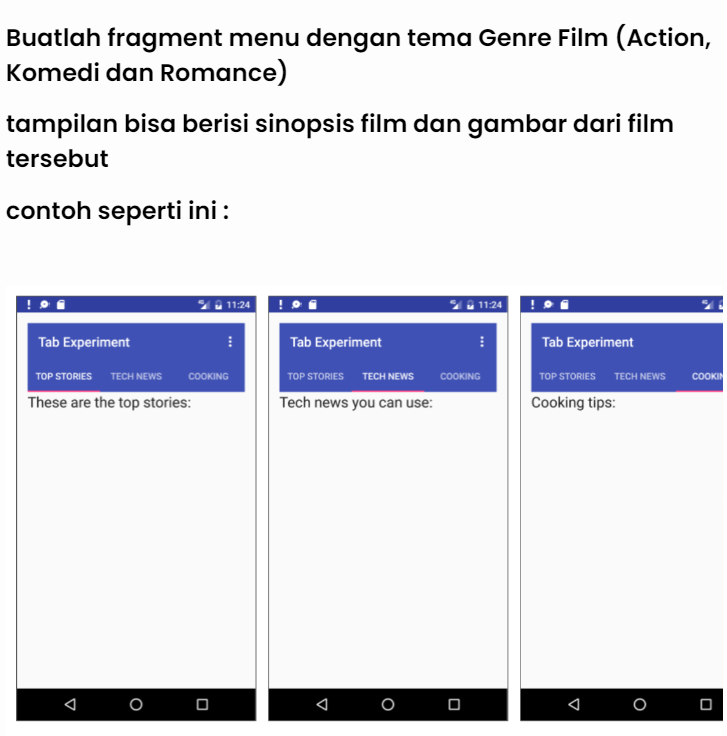 Buatlah fragment menu dengan tema Genre Film (Action,
Komedi dan Romance)
tampilan bisa berisi sinopsis film dan gambar dari film
tersebut
contoh seperti ini :
11:24
Tab Experiment
TOP STORIES TECH NEWS COOKING
These are the top stories:
11:24
Tab Experiment
TOP STORIES TECH NEWS COOKING
Tech news you can use:
Tab Experiment
TOP STORIES TECH NEWS
Cooking tips: